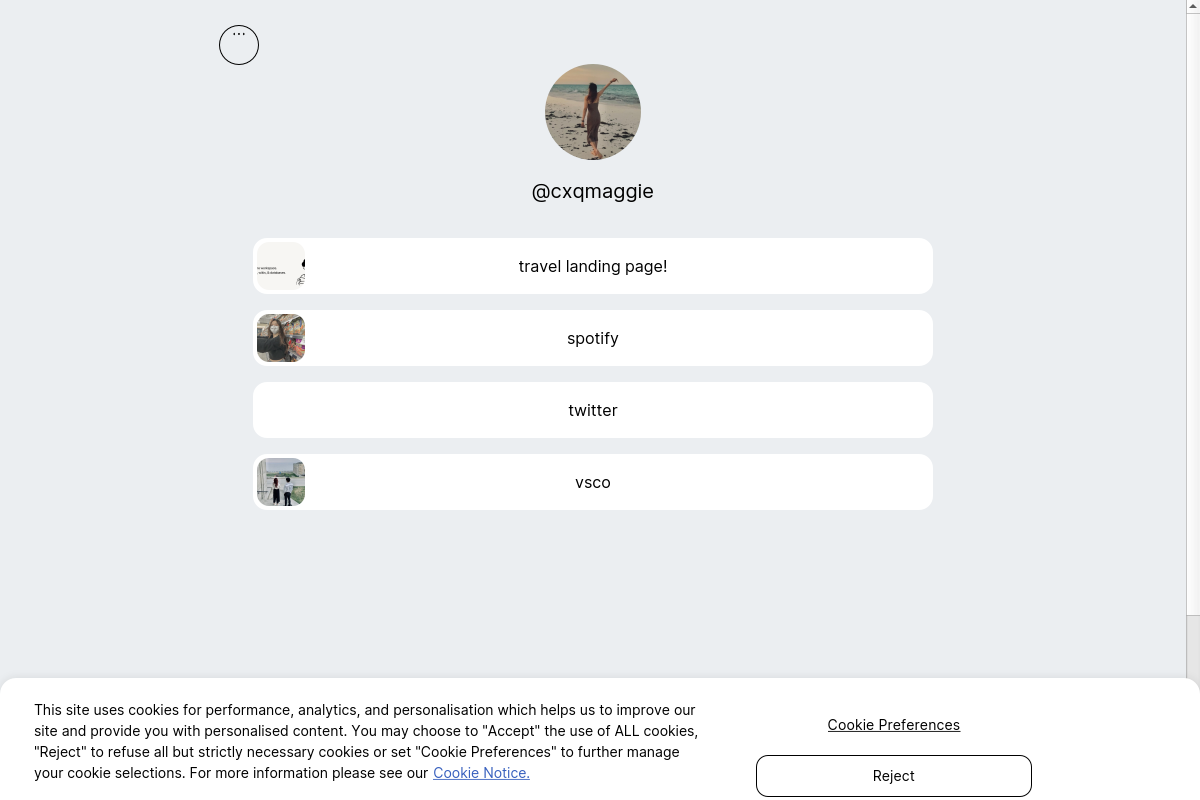 ...
@cxqmaggie
travel landing page!
spotify
twitter
vsco
This site uses cookies for performance, analytics, and personalisation which helps us to improve our
site and provide you with personalised content. You may choose to "Accept" the use of ALL cookies,
"Reject" to refuse all but strictly necessary cookies or set "Cookie Preferences" to further manage
your cookie selections. For more information please see our Cookie Notice.
Cookie Preferences
Reject